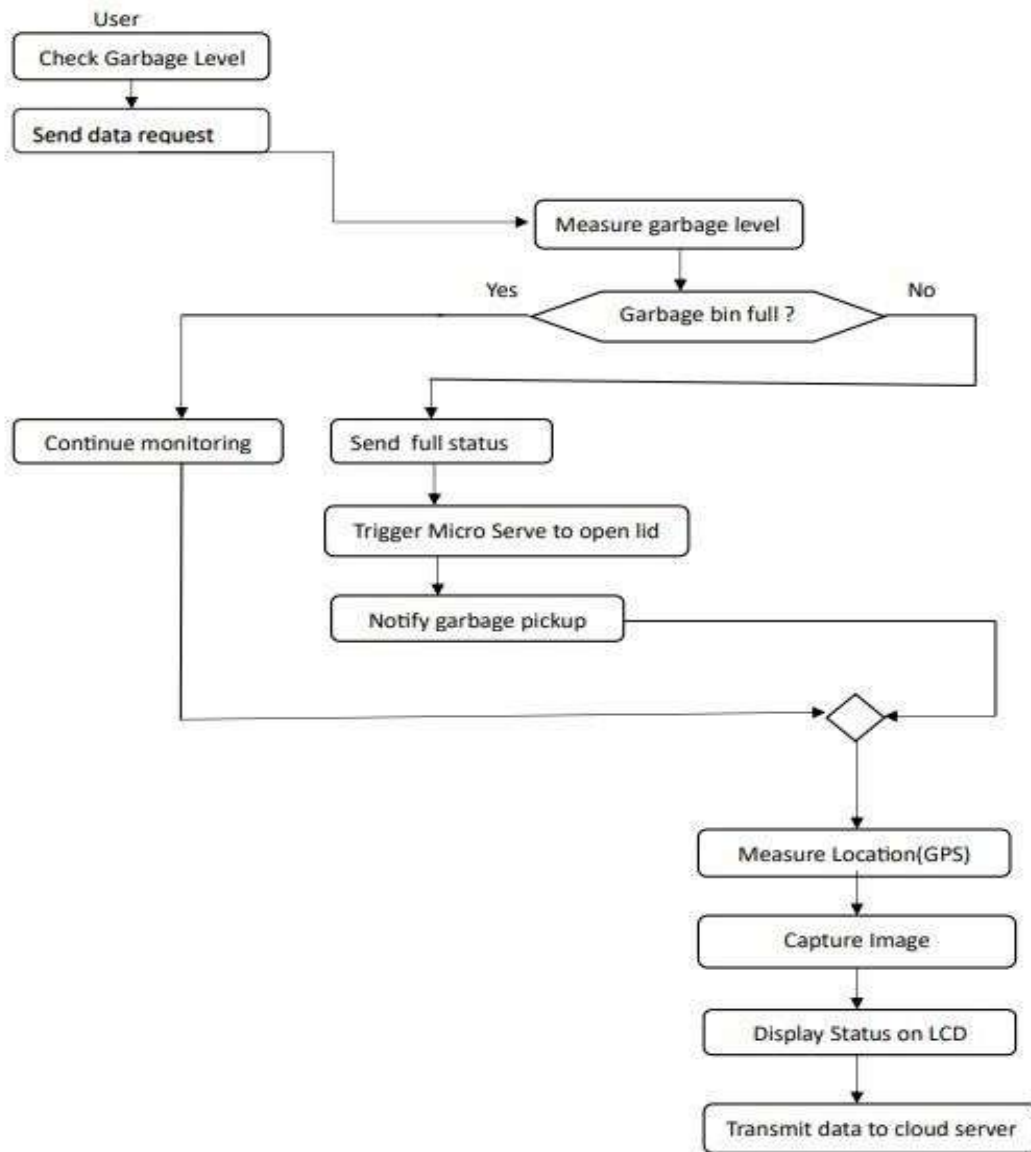 User
Check Garbage Level
Send data request
Measure garbage level
Yes
No
Garbage bin full ?
Continue monitoring
Send full status
Trigger Micro Serve to open lid
Notify garbage pickup
Measure Location(GPS)
Capture Image
Display Status on LCD
Transmit data to cloud server